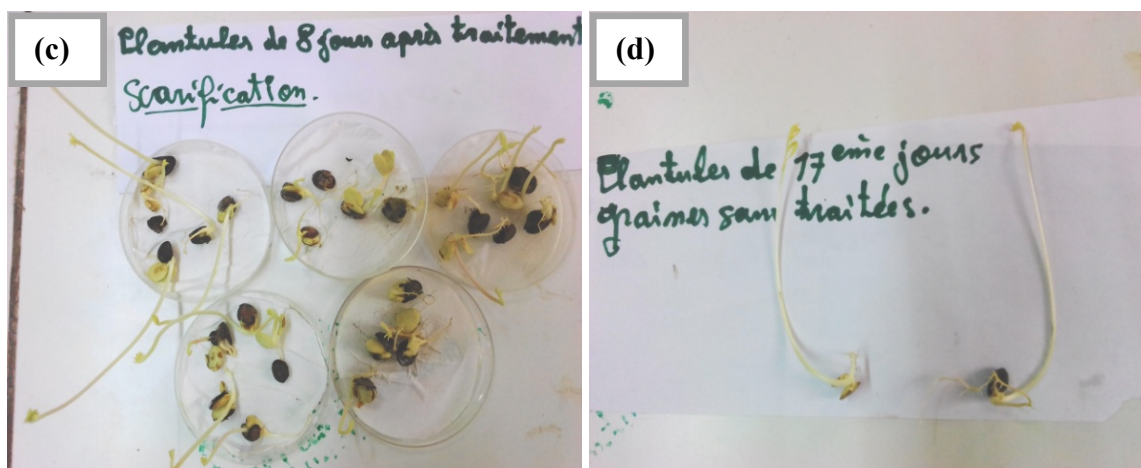 (c)
Plantules de 8 jours après traitement
Scarification.
(d)
Plantules de 17 eme jours
graines sans traitées.